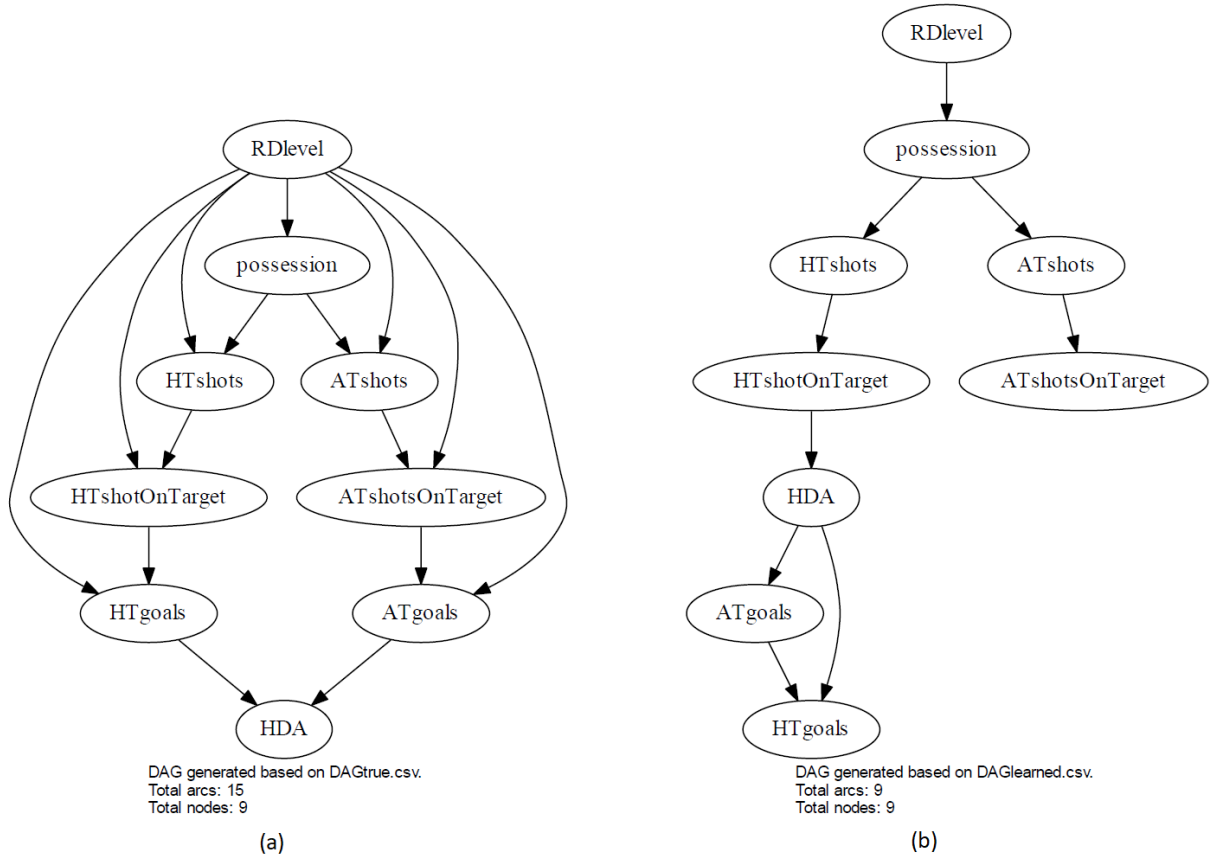 RDlevel
possession
HTshots
ATshots
HTshotOnTarget
ATshotsOnTarget
HTgoals
ATgoals
HDA
DAG generated based on DAGtrue.csv.
Total arcs: 15
Total nodes: 9
(a)
RDlevel
possession
HTshots
ATshots
HTshotOnTarget
ATshotsOnTarget
HDA
ATgoals
HTgoals
DAG generated based on DAGlearned.csv.
Total arcs: 9
Total nodes: 9
(b)